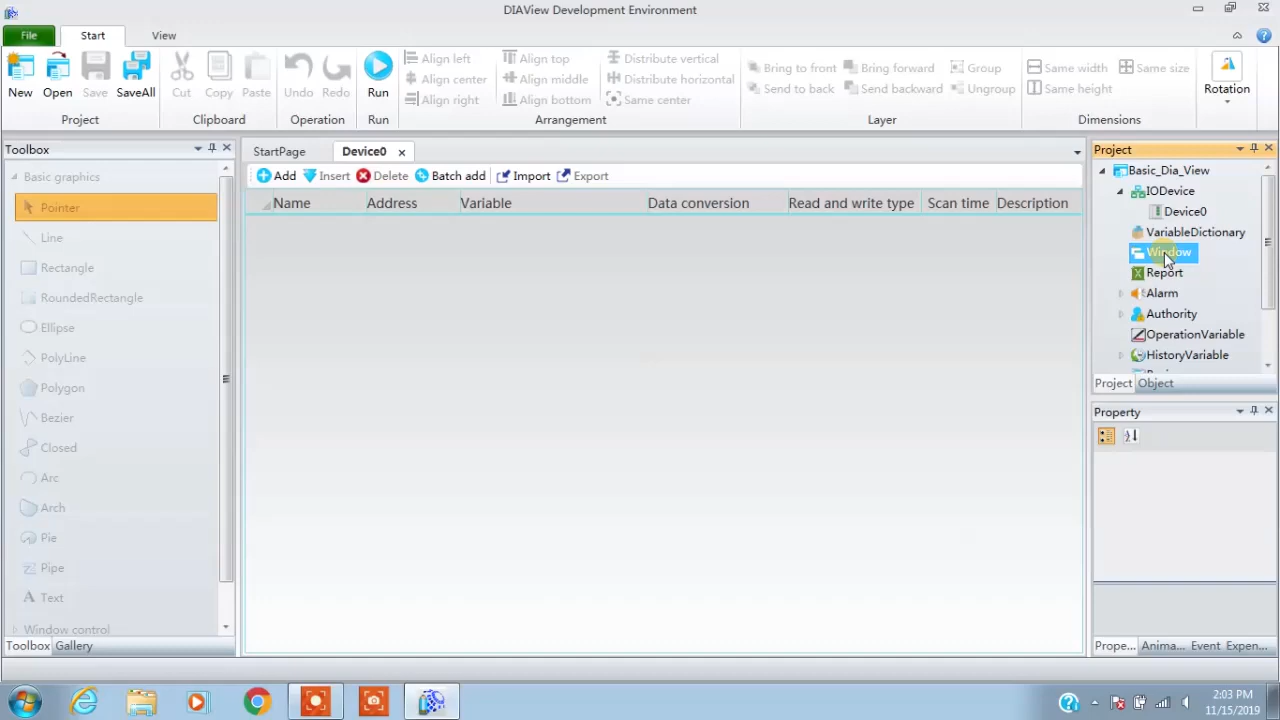 DIAView Development Environment
File Start View
New Open Save SaveAll Cut Copy Paste Undo Redo Run
Align left Align top Distribute vertical
Align center Align middle Distribute horizontal
Align right Align bottom Same center
Bring to front Bring forward Group
Send to back Send backward Ungroup
Same width Same size
Same height
Rotation
Project Clipboard Operation Run Arrangement Layer Dimensions
Toolbox
Basic graphics
Pointer
Line
Rectangle
RoundedRectangle
Ellipse
PolyLine
Polygon
Bezier
Closed
Arc
Arch
Pie
Pipe
Text
Window control
Toolbox Gallery
StartPage Device0
Add Insert Delete Batch add Import Export
Name Address Variable Data conversion Read and write type Scan time Description
Project
Basic_Dia_View
IODevice
Device0
VariableDictionary
Window
Report
Alarm
Authority
OperationVariable
HistoryVariable
Project Object
Property
Prope... Anima... Event Expen...
2:03 PM
11/15/2019